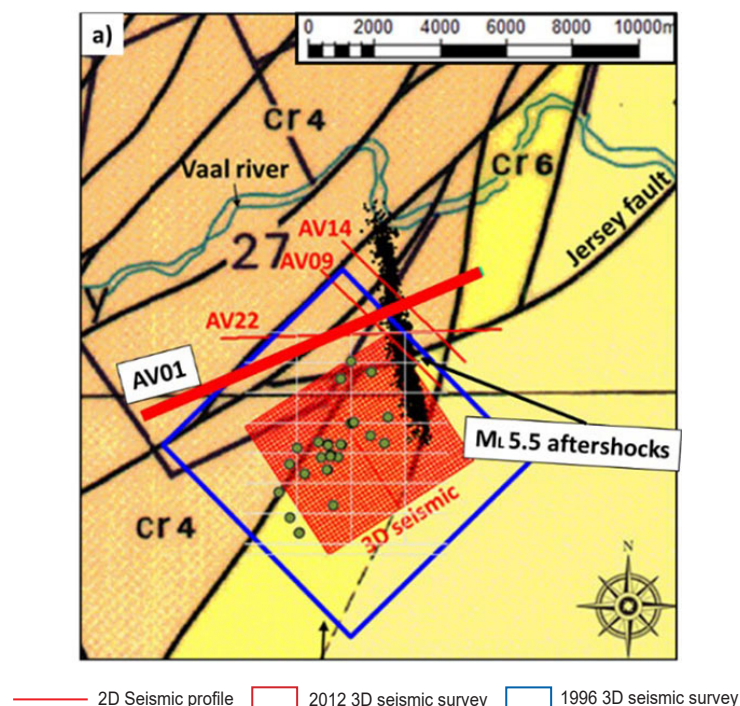 a)
0 2000 4000 6000 8000 10000m
cr 4
Vaal river
cr 6
Jersey fault
27
AV14
AV09
AV22
AV01
ML 5.5 aftershocks
cr 4
3D seismic
N
2D Seismic profile
2012 3D seismic survey
1996 3D seismic survey